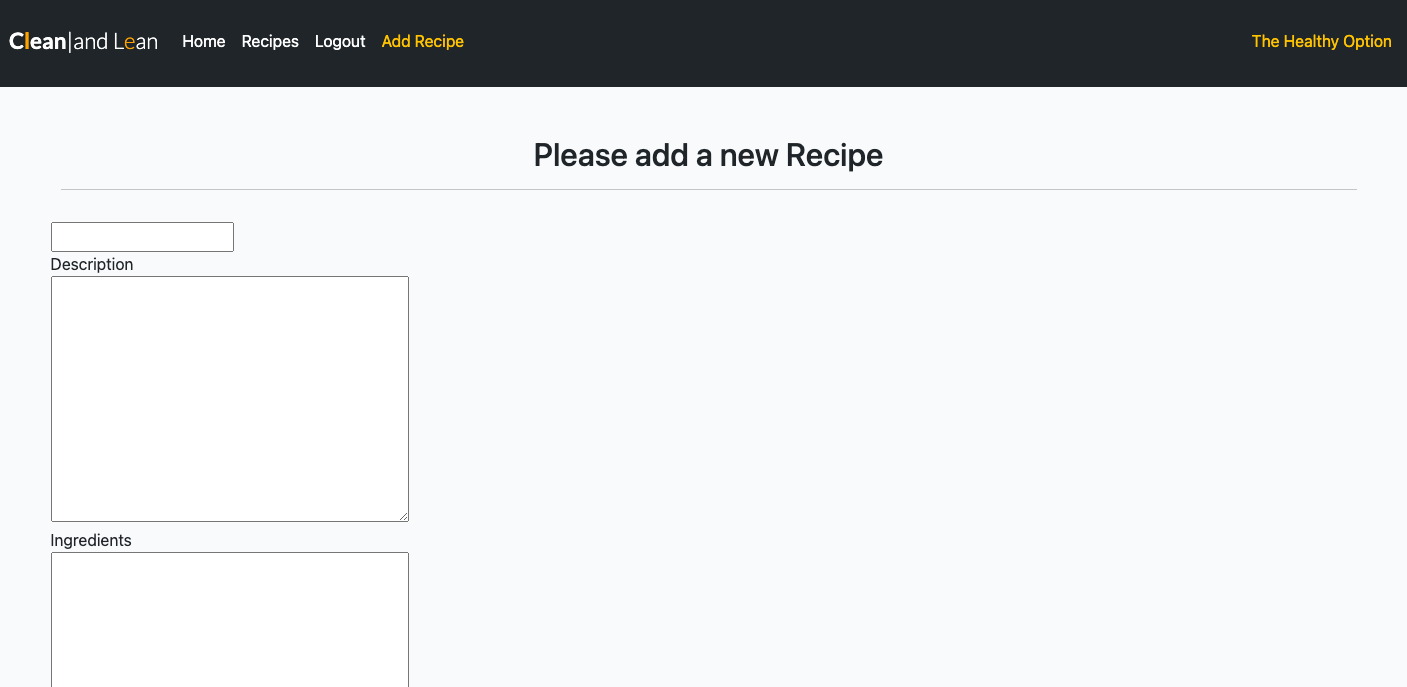 Clean|and Lean Home Recipes Logout Add Recipe The Healthy Option
Please add a new Recipe
Description
Ingredients